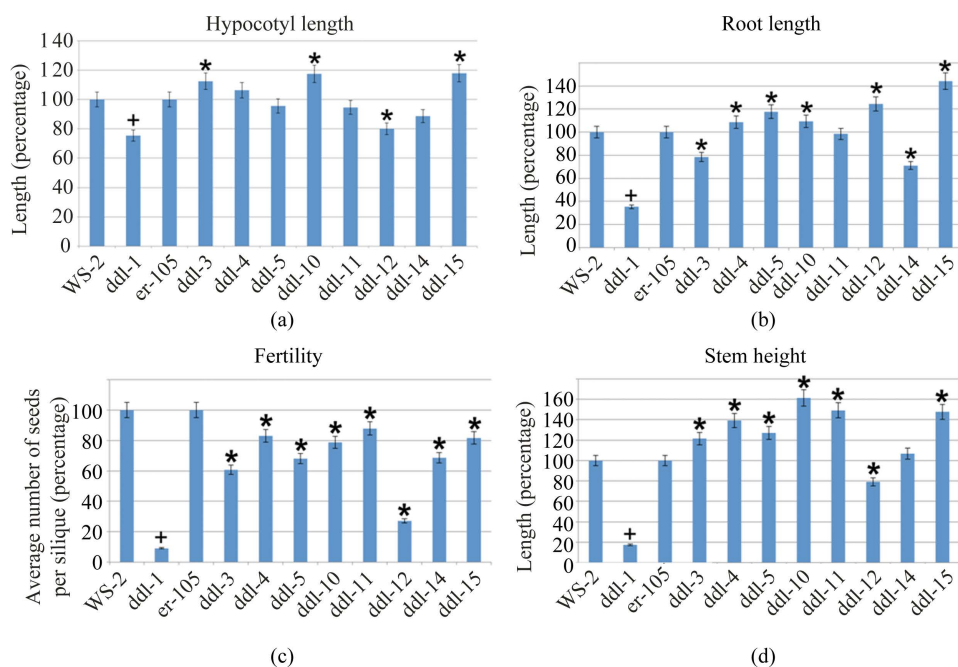 Hypocotyl length
Length (percentage)
140
120
100
80
60
40
20
0
+
*
*
*
*
WS-2
ddl-1
er-105
ddl-3
ddl-4
ddl-5
ddl-10
ddl-11
ddl-12
ddl-14
ddl-15
(a)
Root length
Length (percentage)
140
120
100
80
60
40
20
0
+
*
*
*
*
*
*
*
WS-2
ddl-1
er-105
ddl-3
ddl-4
ddl-5
ddl-10
ddl-11
ddl-12
ddl-14
ddl-15
(b)
Fertility
Average number of seeds
per silique (percentage)
100
80
60
40
20
0
+
*
*
*
*
*
*
*
*
WS-2
ddl-1
er-105
ddl-3
ddl-4
ddl-5
ddl-10
ddl-11
ddl-12
ddl-14
ddl-15
(c)
Stem height
Length (percentage)
160
140
120
100
80
60
40
20
0
+
*
*
*
*
*
*
*
WS-2
ddl-1
er-105
ddl-3
ddl-4
ddl-5
ddl-10
ddl-11
ddl-12
ddl-14
ddl-15
(d)